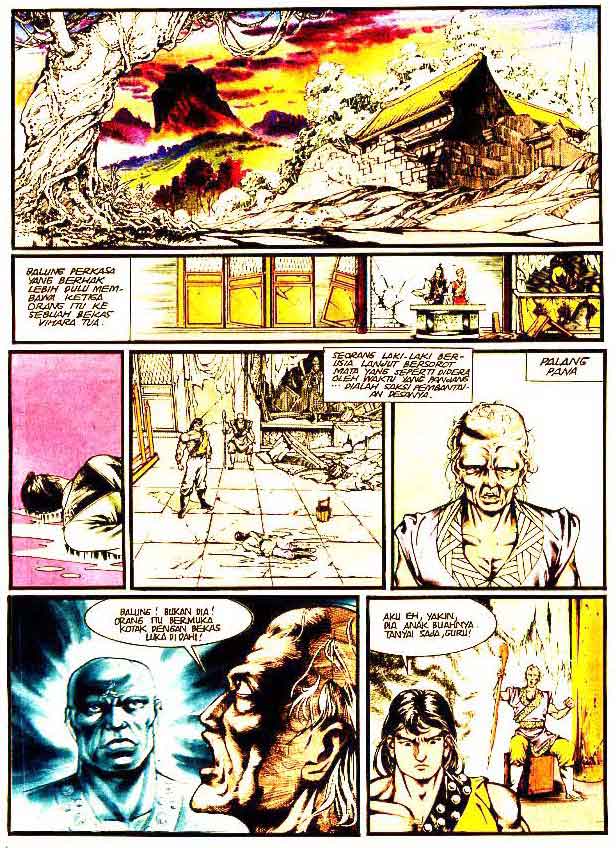 BALUNG PERKASA
YANG BERHAK
LEBIH DULU MEM-
BAWA KETIGA
ORANG ITU KE
SEBUAH BEKAS
VIHARA TUA.
SEORANG LAKI-LAKI BER-
USIA LANJUT BERSOROT
MATA YANG SEPERTI DIDERA
OLEH WAKTU YANG PANJANG
... DIALAH SAKSI PEMBANTAI-
AN DESANYA.
PALANG
PANA
BALUNG! BUKAN DIA!
ORANG ITU BERMUKA
KOTAK DENGAN BEKAS
LUKA DI DAHI!
AKU EH, YAKIN,
DIA ANAK BUAHNYA.
TANYAI SAJA, GURU!